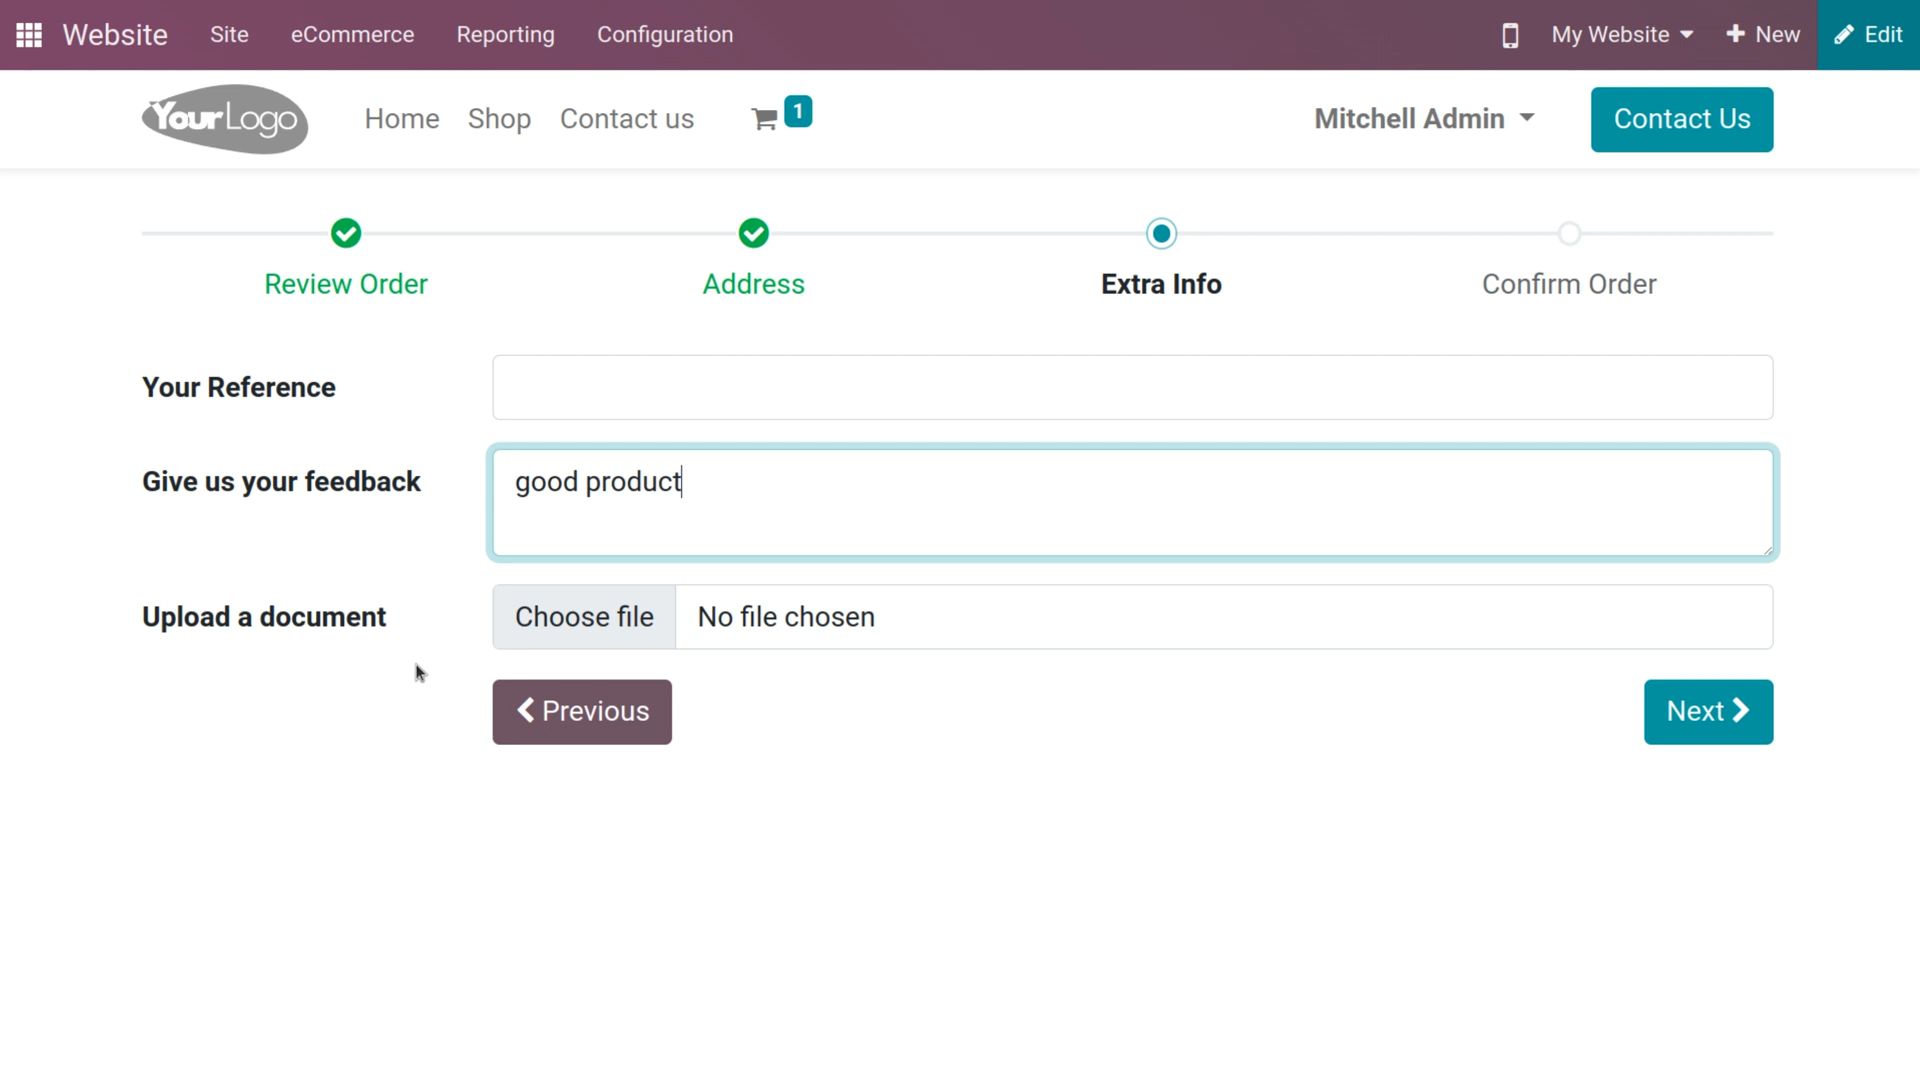 Website Site eCommerce Reporting Configuration My Website New Edit
YourLogo Home Shop Contact us 1 Mitchell Admin Contact Us
Review Order Address Extra Info Confirm Order
Your Reference
Give us your feedback good product
Upload a document Choose file No file chosen
Previous Next